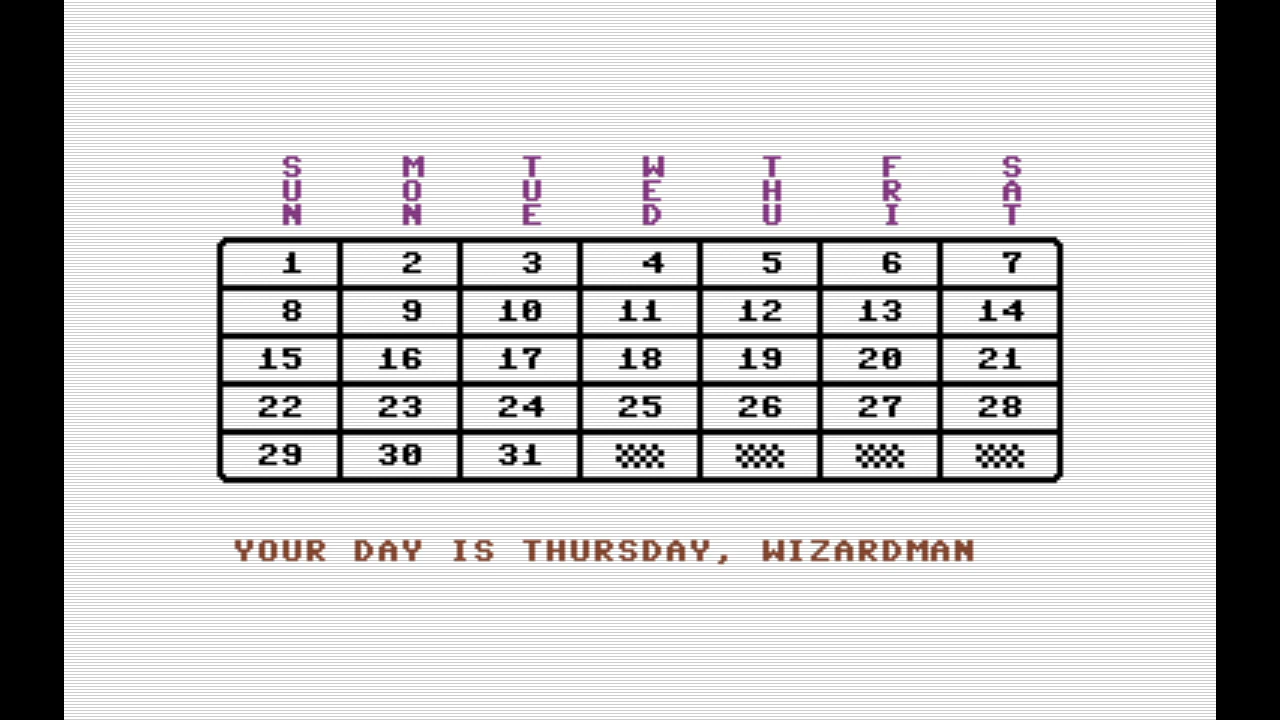 SUN MON TUE WED THU FRI SAT
1 2 3 4 5 6 7
8 9 10 11 12 13 14
15 16 17 18 19 20 21
22 23 24 25 26 27 28
29 30 31
YOUR DAY IS THURSDAY, WIZARDMAN